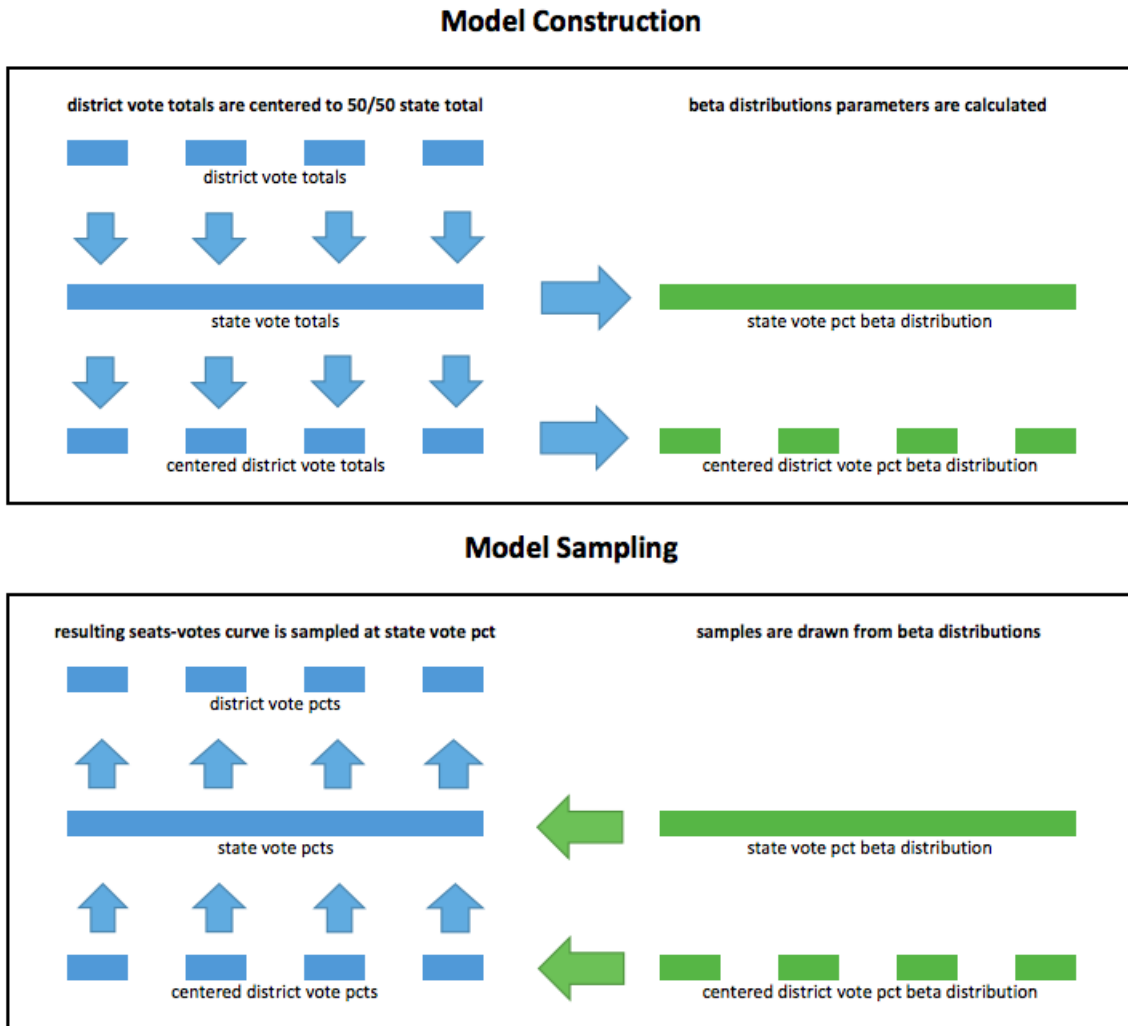 Model Construction
district vote totals are centered to 50/50 state total
beta distributions parameters are calculated
district vote totals
state vote totals
state vote pct beta distribution
centered district vote totals
centered district vote pct beta distribution
Model Sampling
resulting seats-votes curve is sampled at state vote pct
samples are drawn from beta distributions
district vote pcts
state vote pcts
state vote pct beta distribution
centered district vote pcts
centered district vote pct beta distribution